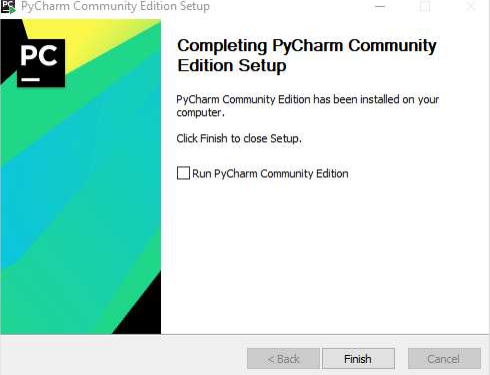 PC PyCharm Community Edition Setup
PC
Completing PyCharm Community
Edition Setup
PyCharm Community Edition has been installed on your
computer.
Click Finish to close Setup.
Run PyCharm Community Edition
< Back Finish Cancel